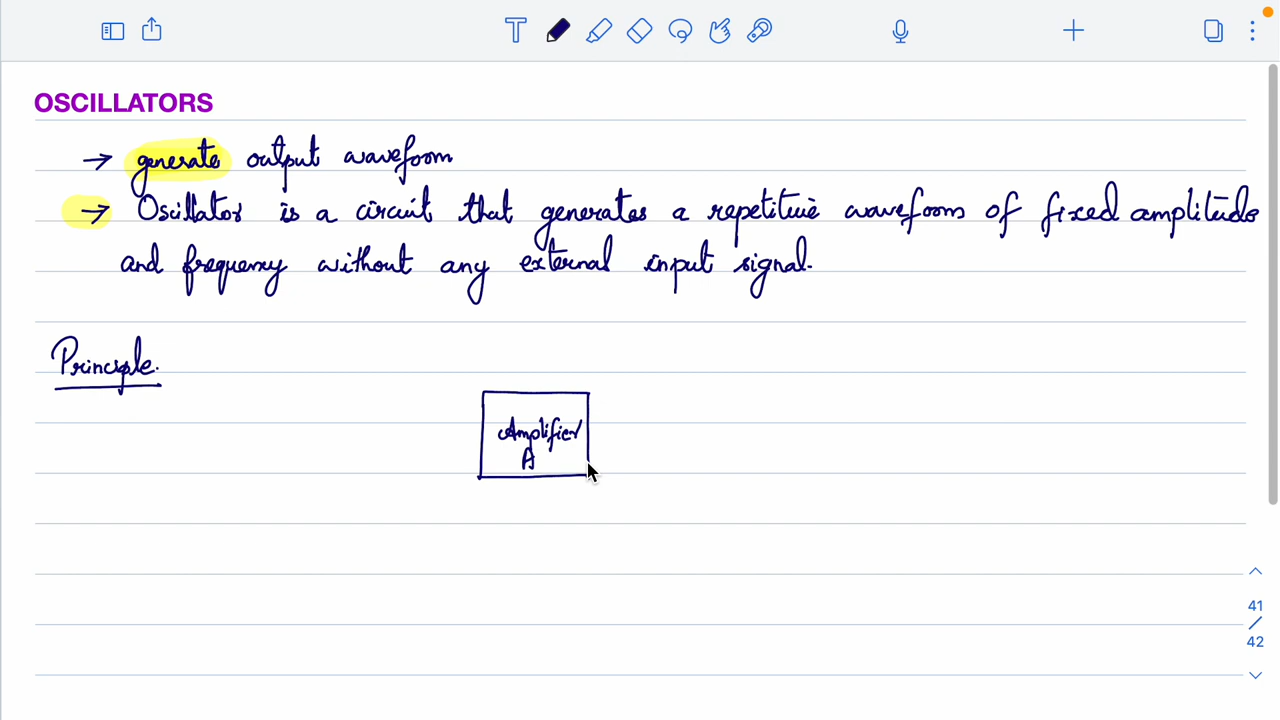 OSCILLATORS
→ generate output waveform
→ Oscillator is a circuit that generates a repetitive waveform of fixed amplitude
and frequency without any external input signal.
Principle.
Amplifier
A
41
/
42